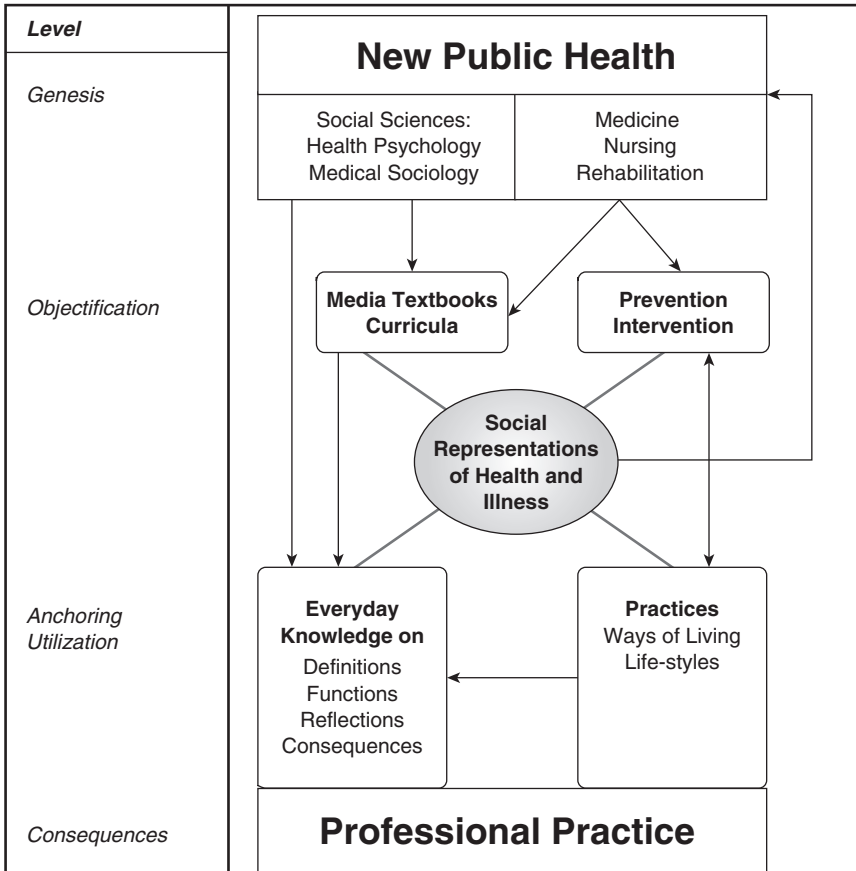 Level
New Public Health
Genesis
Social Sciences:
Health Psychology
Medical Sociology
Medicine
Nursing
Rehabilitation
Objectification
Media Textbooks
Curricula
Prevention
Intervention
Social
Representations
of Health and
Illness
Anchoring
Utilization
Everyday
Knowledge on
Definitions
Functions
Reflections
Consequences
Practices
Ways of Living
Life-styles
Consequences
Professional Practice